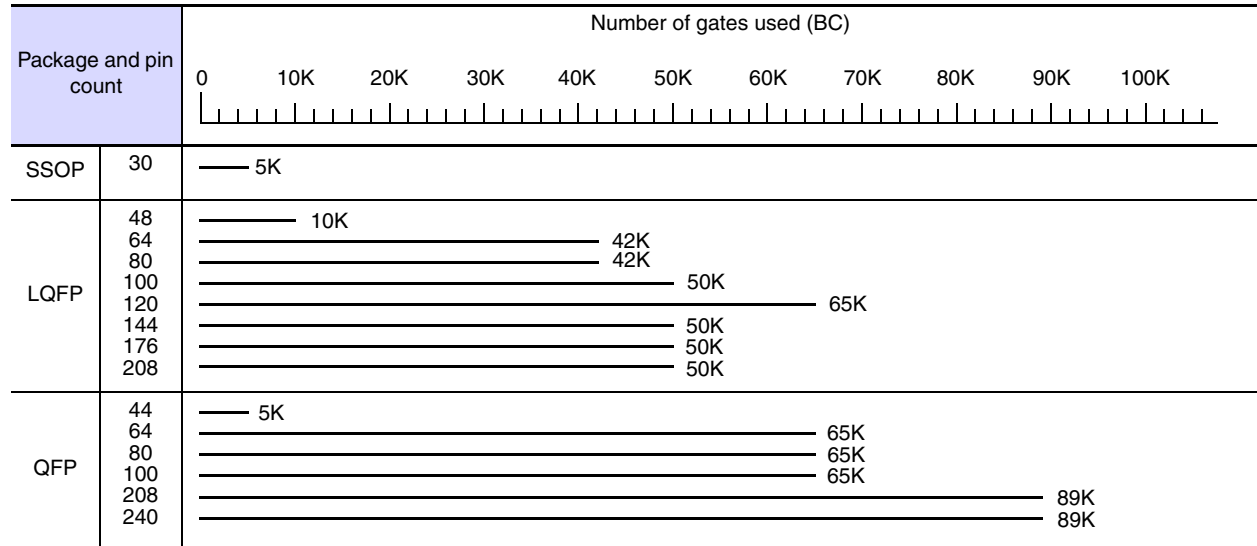 Number of gates used (BC)
Package and pin
count
0 10K 20K 30K 40K 50K 60K 70K 80K 90K 100K
SSOP 30 5K
LQFP
48 10K
64 42K
80 42K
100 50K
120 65K
144 50K
176 50K
208 50K
QFP
44 5K
64 65K
80 65K
100 65K
208 89K
240 89K